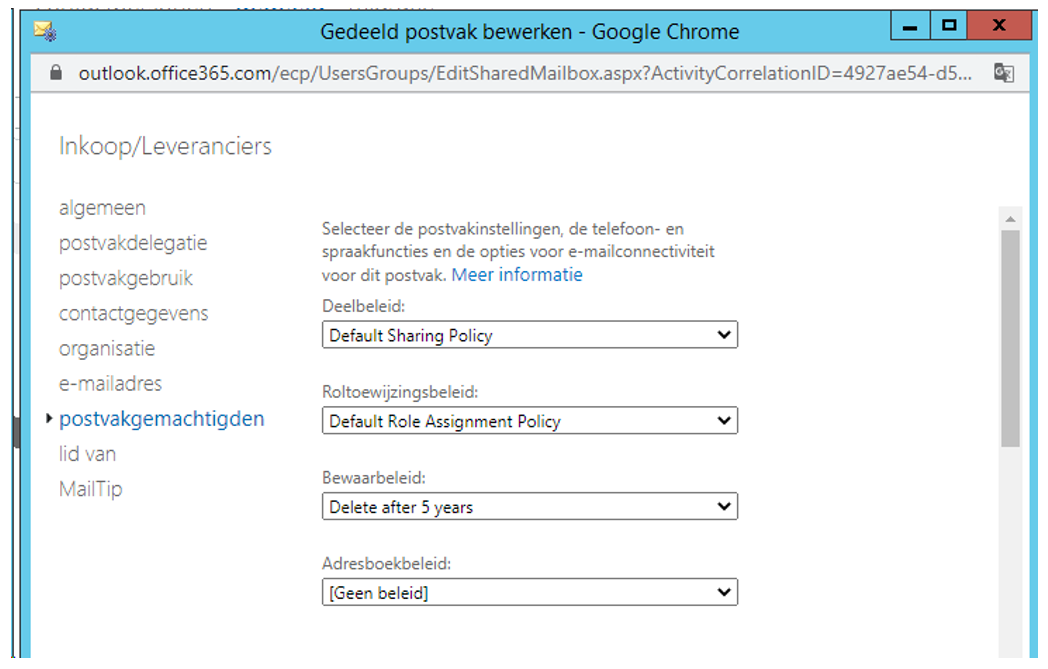 Gedeeld postvak bewerken - Google Chrome
outlook.office365.com/ecp/UsersGroups/EditSharedMailbox.aspx?ActivityCorrelationID=4927ae54-d5...
Inkoop/Leveranciers
algemeen
postvakdelegatie
postvakgebruik
contactgegevens
organisatie
e-mailadres
postvakgemachtigden
lid van
MailTip
Selecteer de postvakinstellingen, de telefoon- en
spraakfuncties en de opties voor e-mailconnectiviteit
voor dit postvak. Meer informatie
Deelbeleid:
Default Sharing Policy
Roltoewijzingsbeleid:
Default Role Assignment Policy
Bewaarbeleid:
Delete after 5 years
Adresboekbeleid:
[Geen beleid]